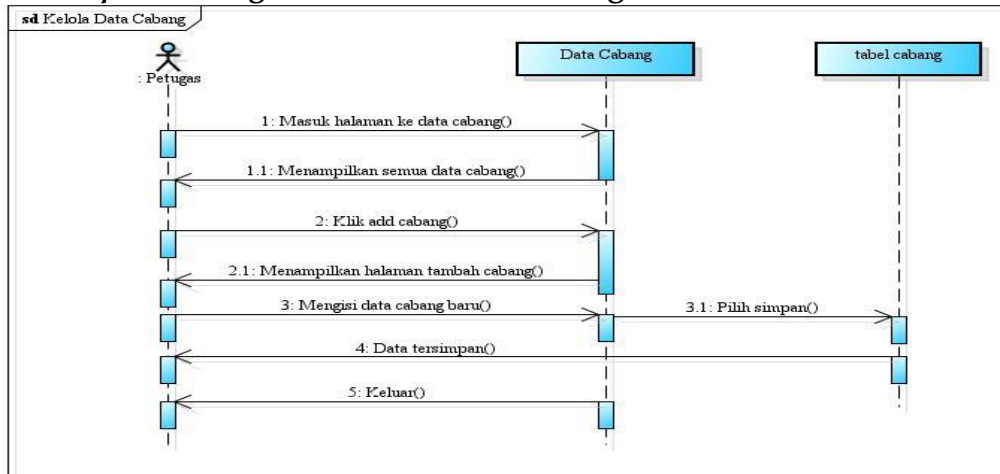 sd Kelola Data Cabang
: Petugas
Data Cabang
tabel cabang
1: Masuk halaman ke data cabang()
1.1: Menampilkan semua data cabang()
2: Klik add cabang()
2.1: Menampilkan halaman tambah cabang()
3: Mengisi data cabang baru()
3.1: Pilih simpan()
4: Data tersimpan()
5: Keluar()